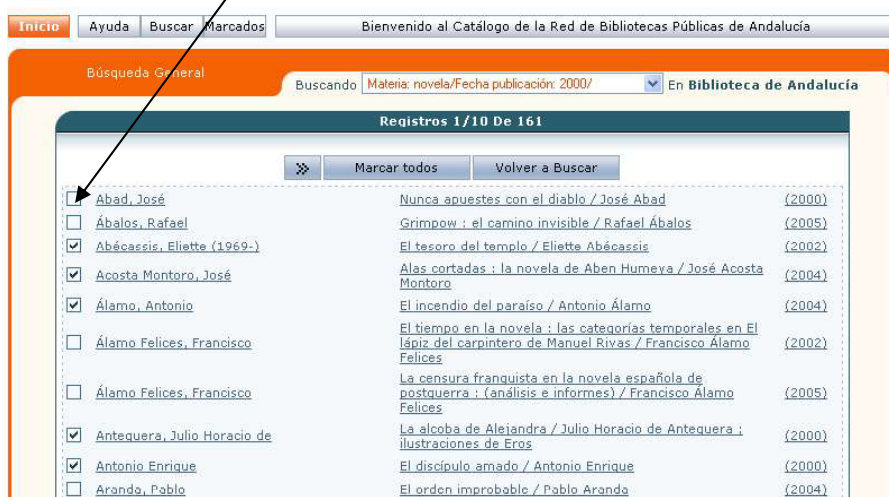 Inicio Ayuda Buscar Marcados Bienvenido al Catálogo de la Red de Bibliotecas Públicas de Andalucía
Búsqueda General
Buscando Materia: novela/Fecha publicación: 2000/ En Biblioteca de Andalucía
Registros 1/10 De 161
Marcar todos Volver a Buscar
Abad, José Nunca apuestes con el diablo / José Abad (2000)
Ábalos, Rafael Grimpow : el camino invisible / Rafael Ábalos (2005)
Abécassis, Eliette (1969-) El tesoro del templo / Eliette Abécassis (2002)
Acosta Montoro, José Alas cortadas : la novela de Aben Humeya / José Acosta Montoro (2004)
Álamo, Antonio El incendio del paraíso / Antonio Álamo (2004)
Álamo Felices, Francisco El tiempo en la novela : las categorías temporales en El lápiz del carpintero de Manuel Rivas / Francisco Álamo Felices (2002)
Álamo Felices, Francisco La censura franquista en la novela española de postguerra : (análisis e informes) / Francisco Álamo Felices (2005)
Antequera, Julio Horacio de La alcoba de Alejandra / Julio Horacio de Antequera ; ilustraciones de Eros (2000)
Antonio Enrique El discípulo amado / Antonio Enrique (2000)
Aranda, Pablo El orden improbable / Pablo Aranda (2004)